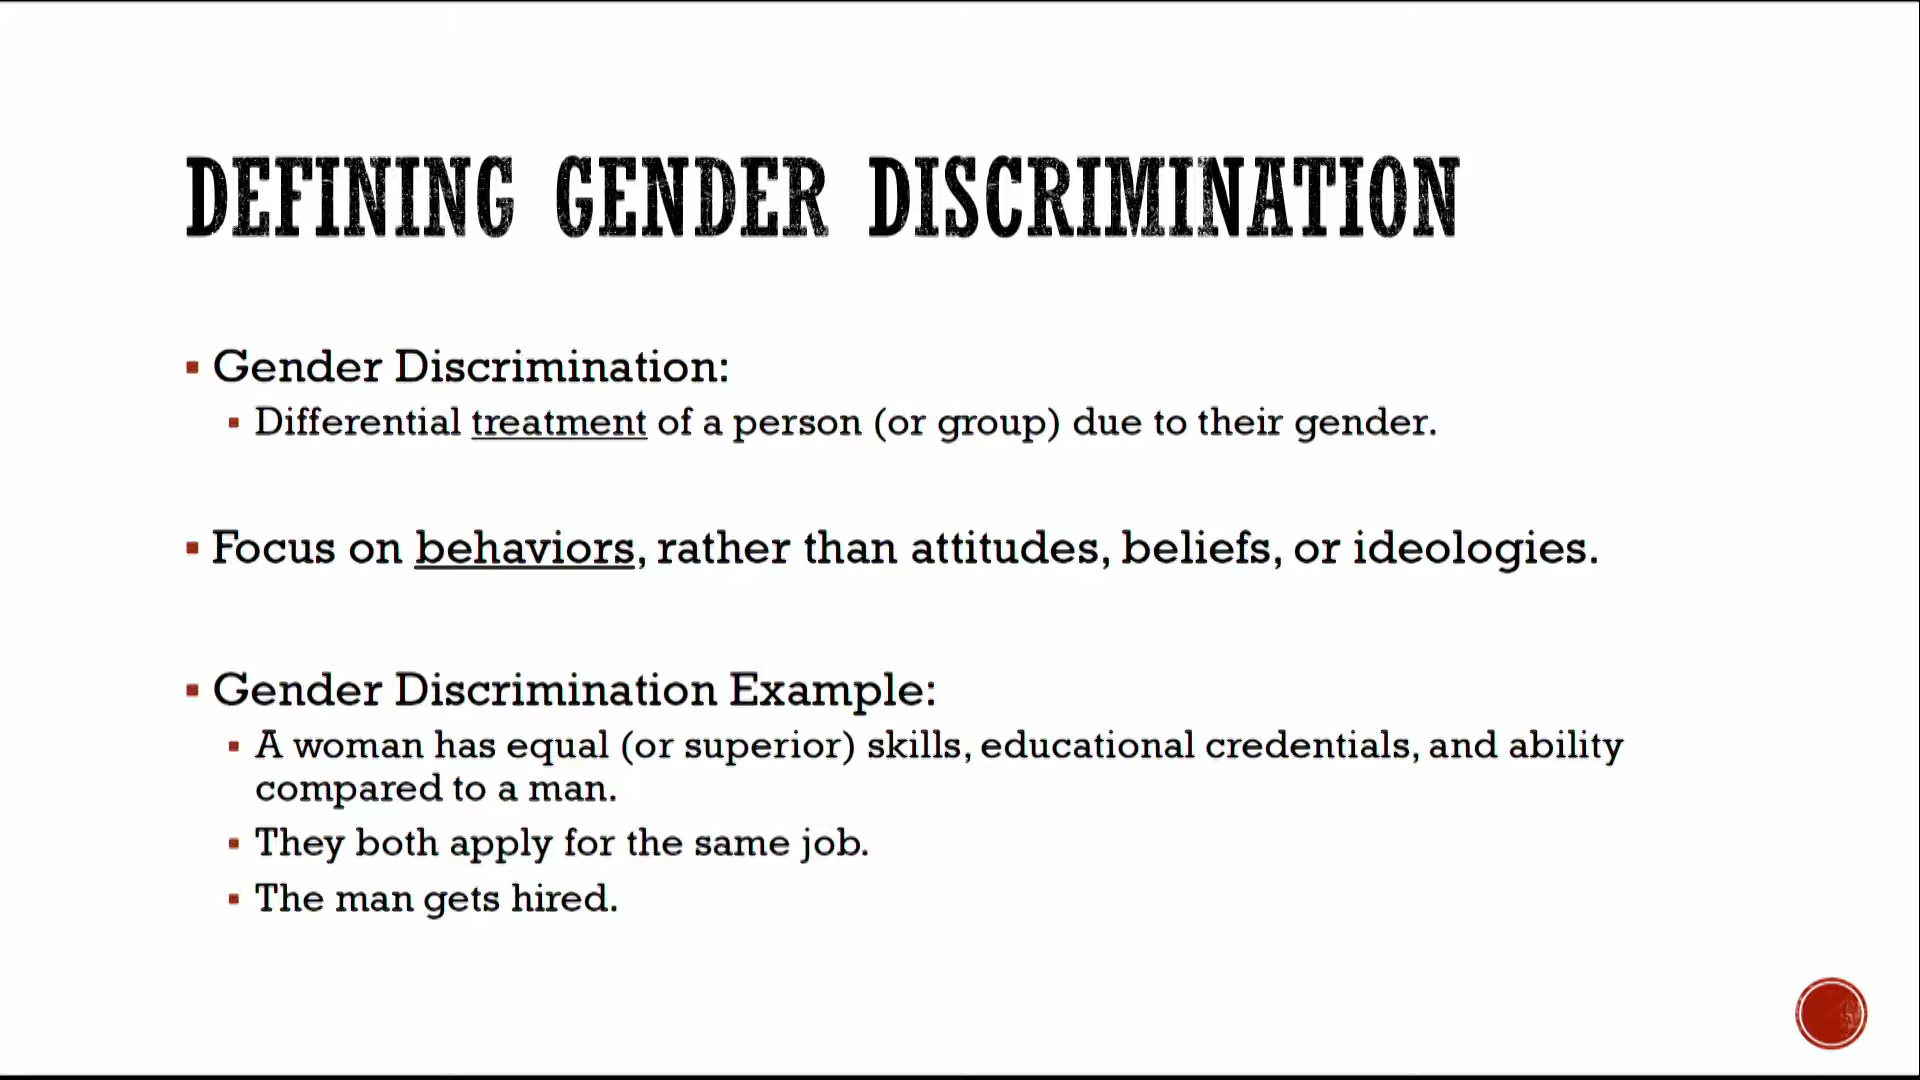 DEFINING GENDER DISCRIMINATION
Gender Discrimination:
Differential treatment of a person (or group) due to their gender.
Focus on behaviors, rather than attitudes, beliefs, or ideologies.
Gender Discrimination Example:
A woman has equal (or superior) skills, educational credentials, and ability
compared to a man.
They both apply for the same job.
The man gets hired.